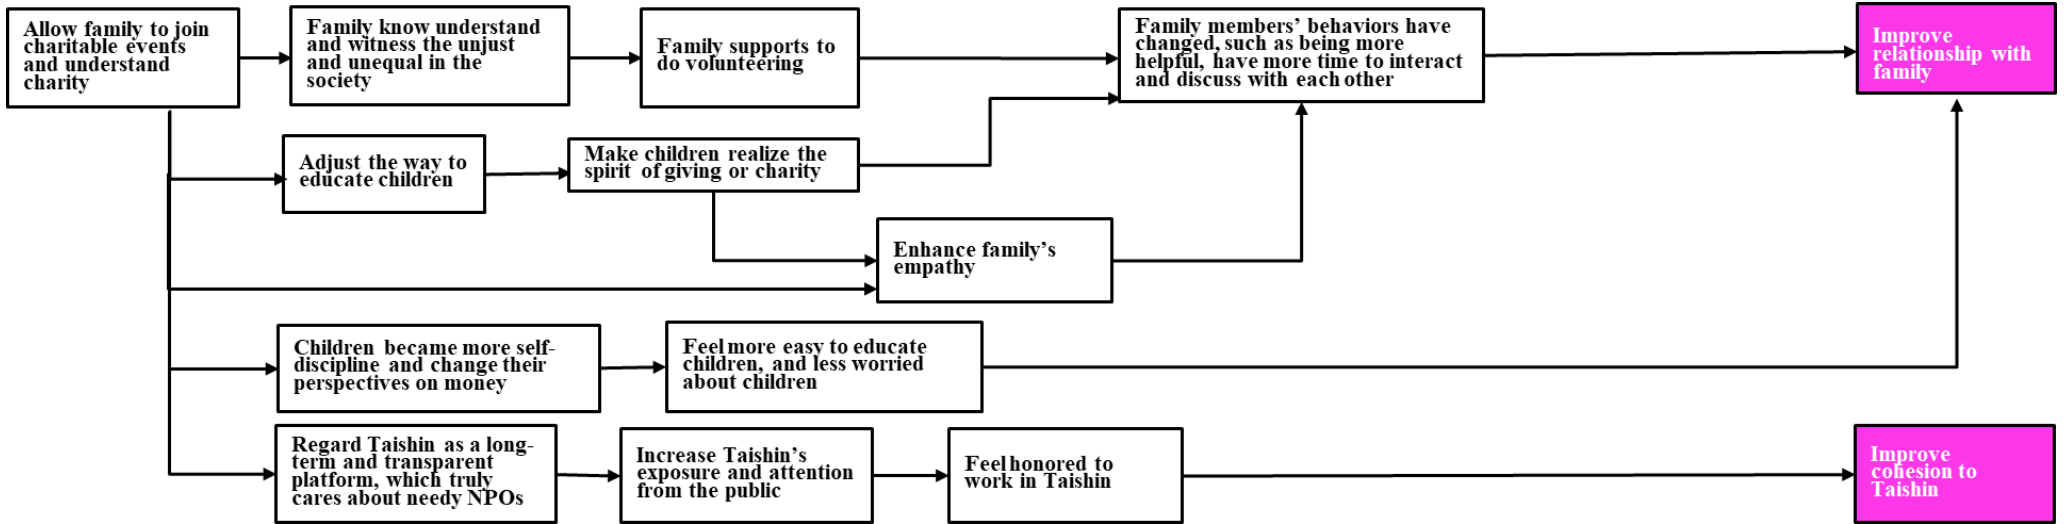 Allow family to join
charitable events
and understand
charity
Family know understand
and witness the unjust
and unequal in the
society
Family supports to
do volunteering
Family members’ behaviors have
changed, such as being more
helpful, have more time to interact
and discuss with each other
Improve
relationship with
family
Adjust the way to
educate children
Make children realize the
spirit of giving or charity
Enhance family’s
empathy
Children became more self-
discipline and change their
perspectives on money
Feel more easy to educate
children, and less worried
about children
Regard Taishin as a long-
term and transparent
platform, which truly
cares about needy NPOs
Increase Taishin’s
exposure and attention
from the public
Feel honored to
work in Taishin
Improve
cohesion to
Taishin